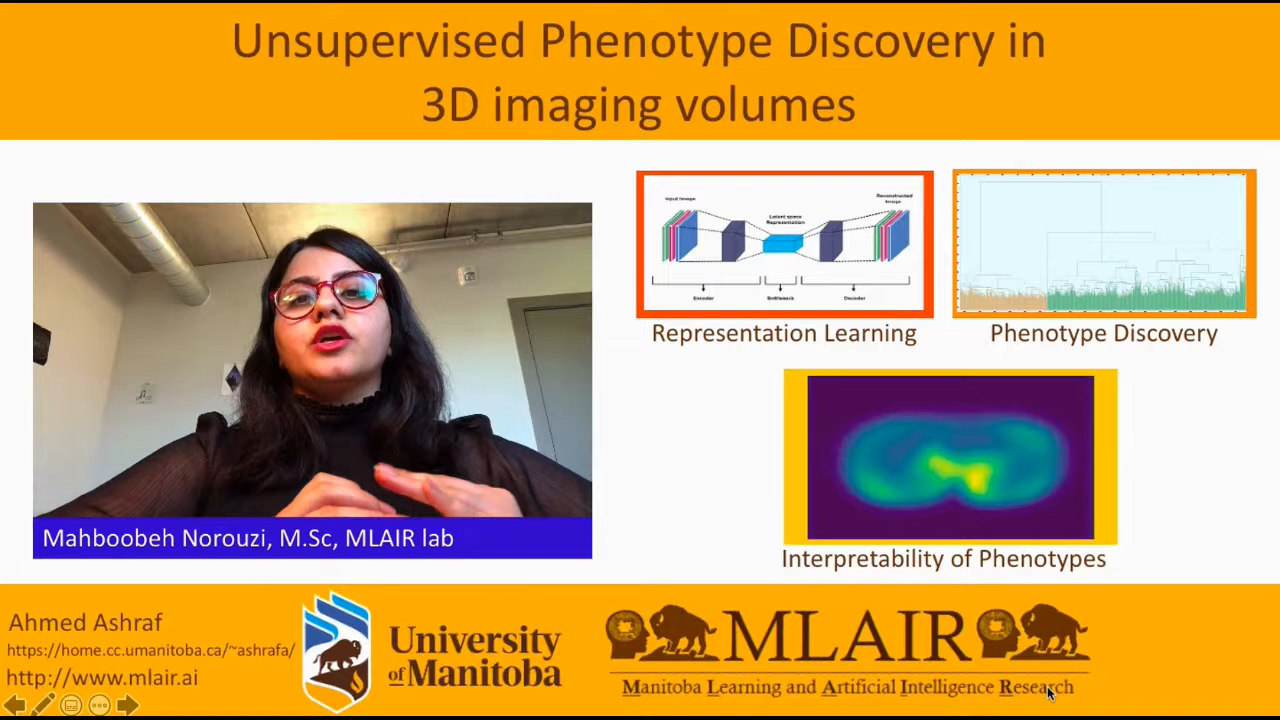 Unsupervised Phenotype Discovery in
3D imaging volumes
Input Image
Latent space
Representation
Reconstructed
Image
Encoder
Bottleneck
Decoder
Representation Learning
Phenotype Discovery
Mahboobeh Norouzi, M.Sc, MLAIR lab
Interpretability of Phenotypes
Ahmed Ashraf
https://home.cc.umanitoba.ca/~ashrafa/
http://www.mlair.ai
University
of Manitoba
MLAIR
Manitoba Learning and Artificial Intelligence Research